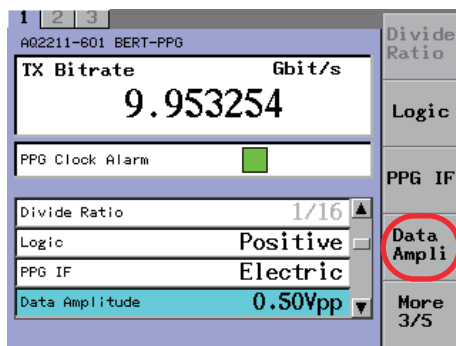 1 2 3
AQ2211-601 BERT-PPG
TX Bitrate Gbit/s
9.953254
PPG Clock Alarm
Divide Ratio 1/16
Logic Positive
PPG IF Electric
Data Amplitude 0.50Vpp
Divide
Ratio
Logic
PPG IF
Data
Ampli
More
3/5